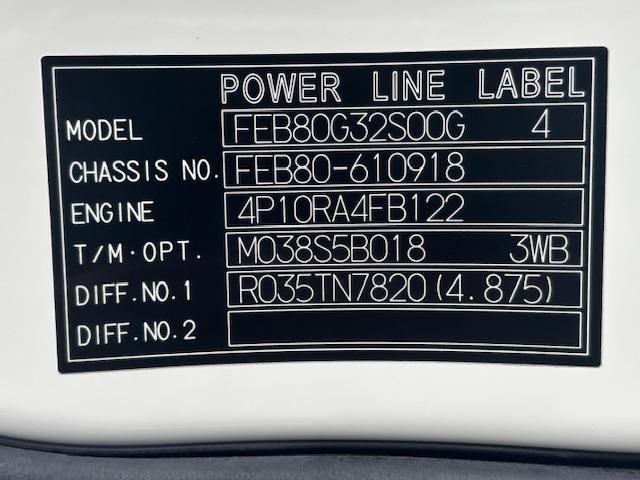 POWER LINE LABEL
MODEL FEB80G32S00G 4
CHASSIS NO. FEB80-610918
ENGINE 4P10RA4FB122
T/M·OPT. M038S5B018 3WB
DIFF.NO.1 R035TN7820(4.875)
DIFF.NO.2